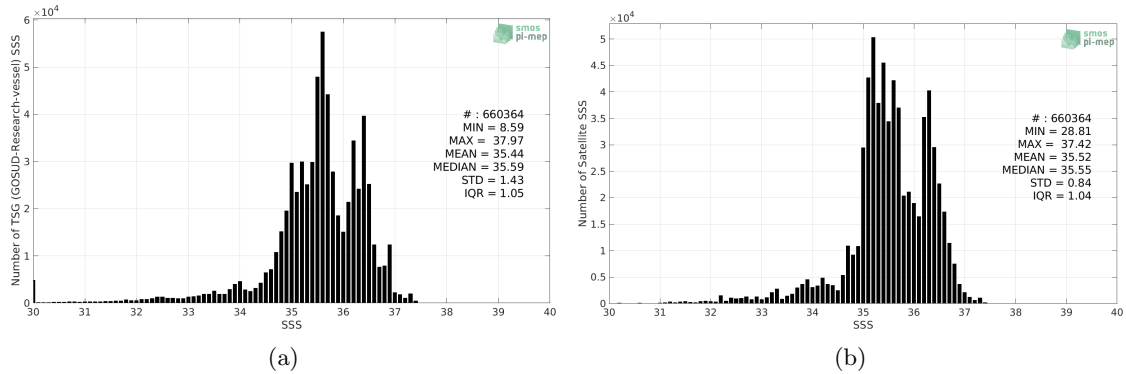 ×10⁴
6
5
4
3
2
1
0
30 31 32 33 34 35 36 37 38 39 40
SSS
Number of TSG (GOSUD-Research-vessel) SSS
smos
pi-mep
# : 660364
MIN = 8.59
MAX = 37.97
MEAN = 35.44
MEDIAN = 35.59
STD = 1.43
IQR = 1.05
(a)
×10⁴
5
4.5
4
3.5
3
2.5
2
1.5
1
0.5
0
30 31 32 33 34 35 36 37 38 39 40
SSS
Number of Satellite SSS
smos
pi-mep
# : 660364
MIN = 28.81
MAX = 37.42
MEAN = 35.52
MEDIAN = 35.55
STD = 0.84
IQR = 1.04
(b)